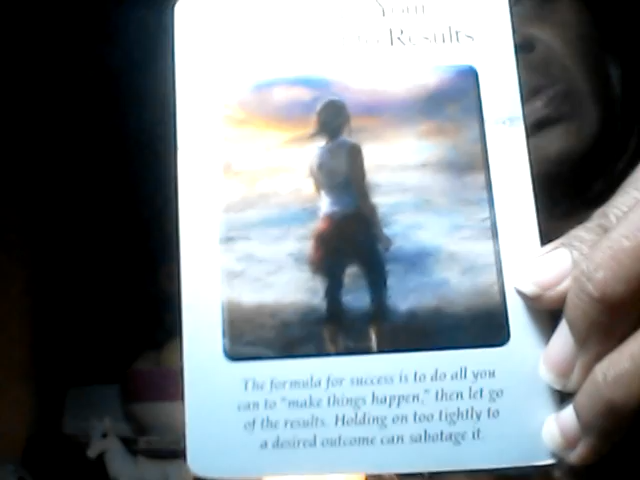 Your
Results
The formula for success is to do all you
can to "make things happen," then let go
of the results. Holding on too tightly to
a desired outcome can sabotage it.